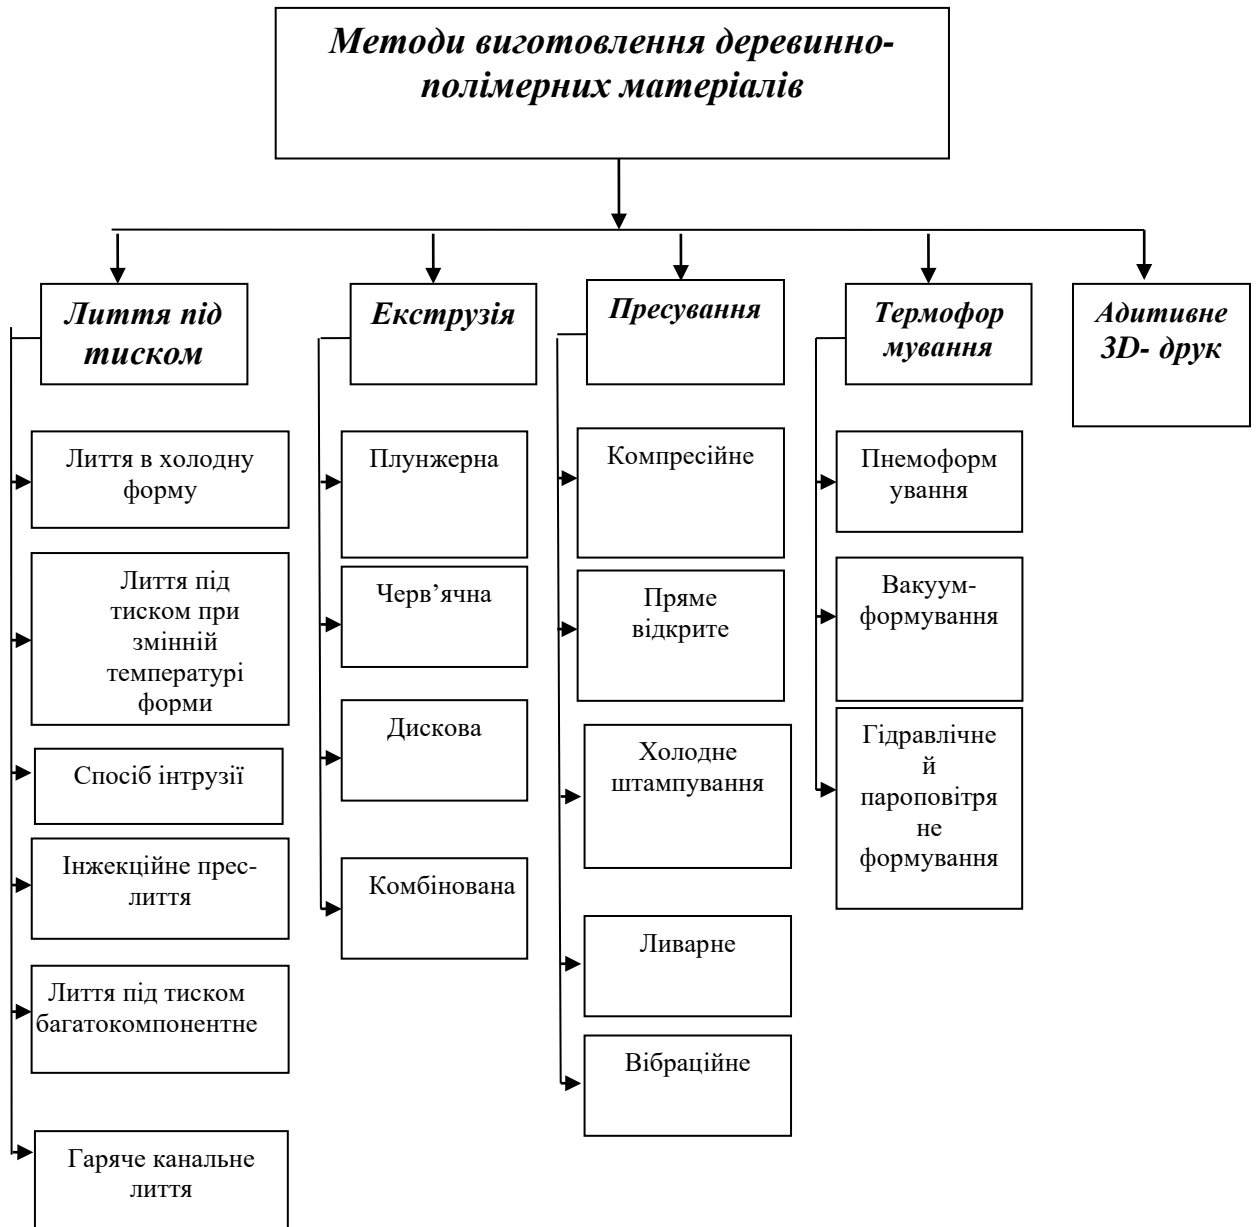 Методи виготовлення деревинно-
полімерних матеріалів
Лиття під
тиском
Екструзія
Пресування
Термофор
мування
Адитивне
3D- друк
Лиття в холодну
форму
Лиття під
тиском при
змінній
температурі
форми
Спосіб інтрузії
Інжекційне прес-
лиття
Лиття під тиском
багатокомпонентне
Гаряче канальне
лиття
Плунжерна
Черв’ячна
Дискова
Комбінована
Компресійне
Пряме
відкрите
Холодне
штампування
Ливарне
Вібраційне
Пнемоформ
ування
Вакуум-
формування
Гідравлічне
й
пароповітря
не
формування